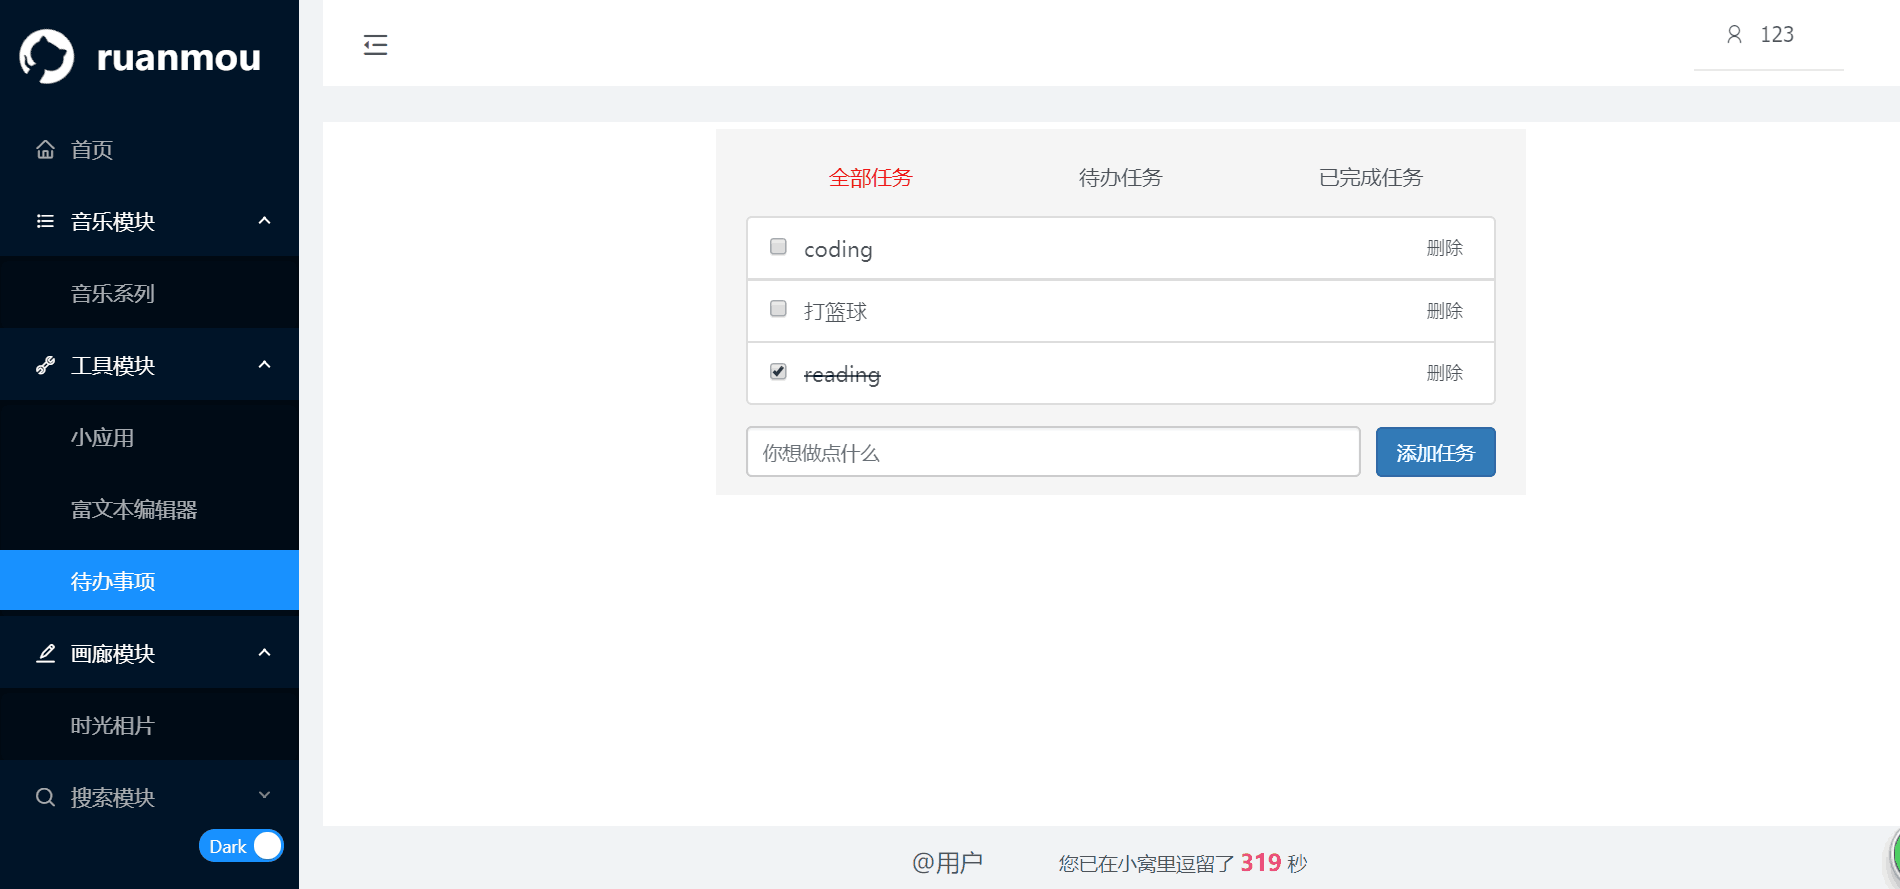 ruanmou
首页
音乐模块
音乐系列
工具模块
小应用
富文本编辑器
待办事项
画廊模块
时光相片
搜索模块
Dark
123
全部任务 待办任务 已完成任务
coding 删除
打篮球 删除
reading 删除
你想做点什么 添加任务
@用户 您已在小窝里逗留了 319 秒